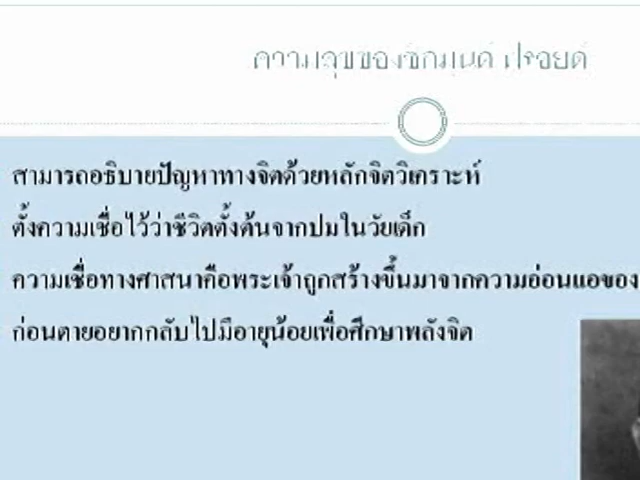 ความสุขของซิกมุนด์ ฟรอยด์
สามารถอธิบายปัญหาทางจิตด้วยหลักจิตวิเคราะห์
ตั้งความเชื่อไว้ว่าชีวิตตั้งต้นจากปมในวัยเด็ก
ความเชื่อทางศาสนาคือพระเจ้าถูกสร้างขึ้นมาจากความอ่อนแอของ
ก่อนตายอยากกลับไปมีอายุน้อยเพื่อศึกษาพลังจิต